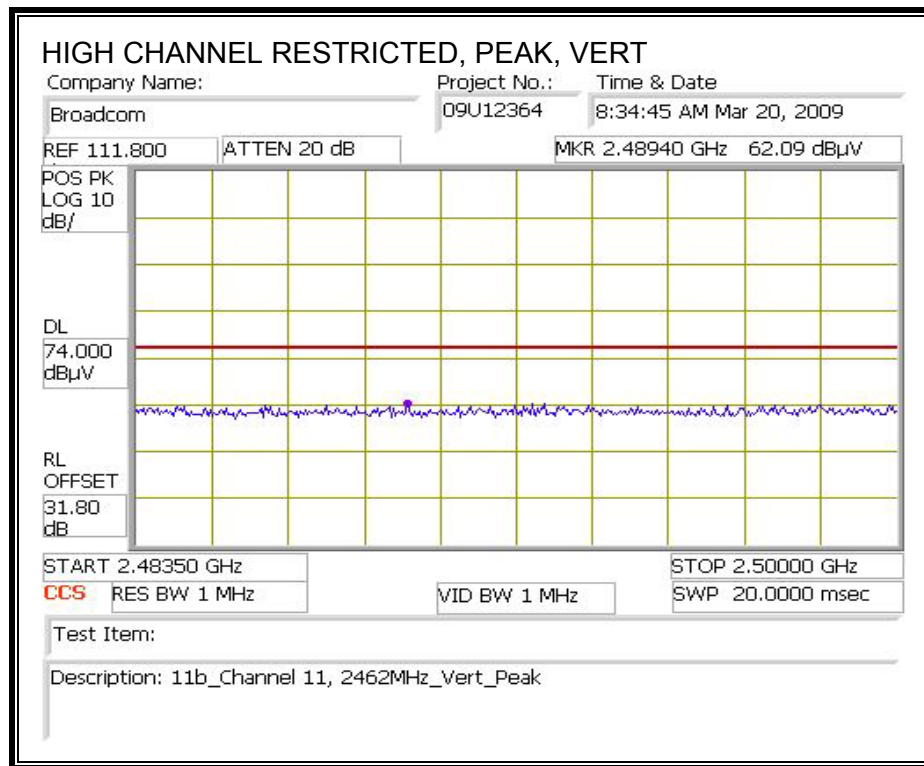 HIGH CHANNEL RESTRICTED, PEAK, VERT
Company Name: Project No.: Time & Date
Broadcom 09U12364 8:34:45 AM Mar 20, 2009
REF 111.800 ATTEN 20 dB MKR 2.48940 GHz 62.09 dBµV
POS PK
LOG 10
dB/
DL
74.000
dBµV
RL
OFFSET
31.80
dB
START 2.48350 GHz STOP 2.50000 GHz
CCS RES BW 1 MHz VID BW 1 MHz SWP 20.0000 msec
Test Item:
Description: 11b_Channel 11, 2462MHz_Vert_Peak